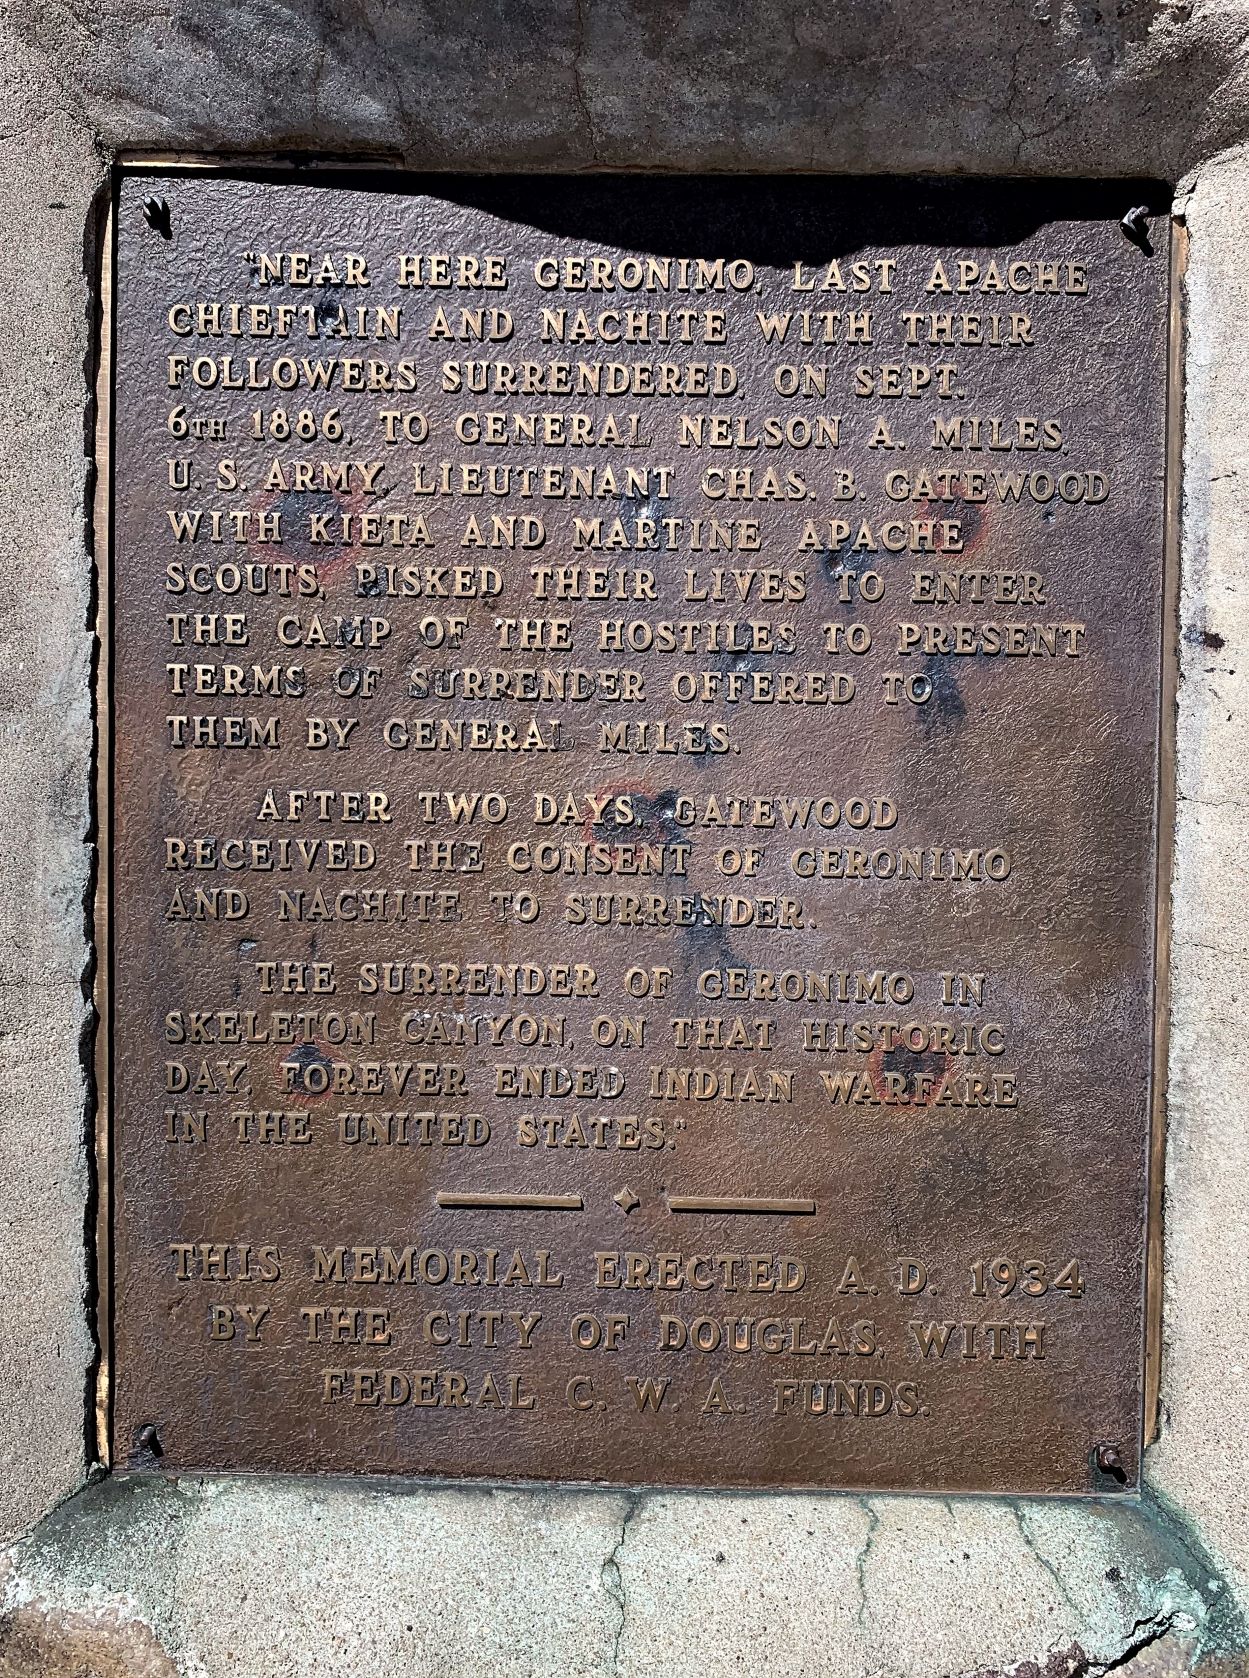 "NEAR HERE GERONIMO, LAST APACHE
CHIEFTAIN AND NACHITE WITH THEIR
FOLLOWERS SURRENDERED, ON SEPT.
6TH 1886, TO GENERAL NELSON A. MILES,
U. S. ARMY, LIEUTENANT CHAS. B. GATEWOOD
WITH KIETA AND MARTINE APACHE
SCOUTS, RISKED THEIR LIVES TO ENTER
THE CAMP OF THE HOSTILES TO PRESENT
TERMS OF SURRENDER OFFERED TO
THEM BY GENERAL MILES.
AFTER TWO DAYS, GATEWOOD
RECEIVED THE CONSENT OF GERONIMO
AND NACHITE TO SURRENDER.
THE SURRENDER OF GERONIMO IN
SKELETON CANYON, ON THAT HISTORIC
DAY, FOREVER ENDED INDIAN WARFARE
IN THE UNITED STATES."
THIS MEMORIAL ERECTED A. D. 1934
BY THE CITY OF DOUGLAS, WITH
FEDERAL C. W. A. FUNDS.